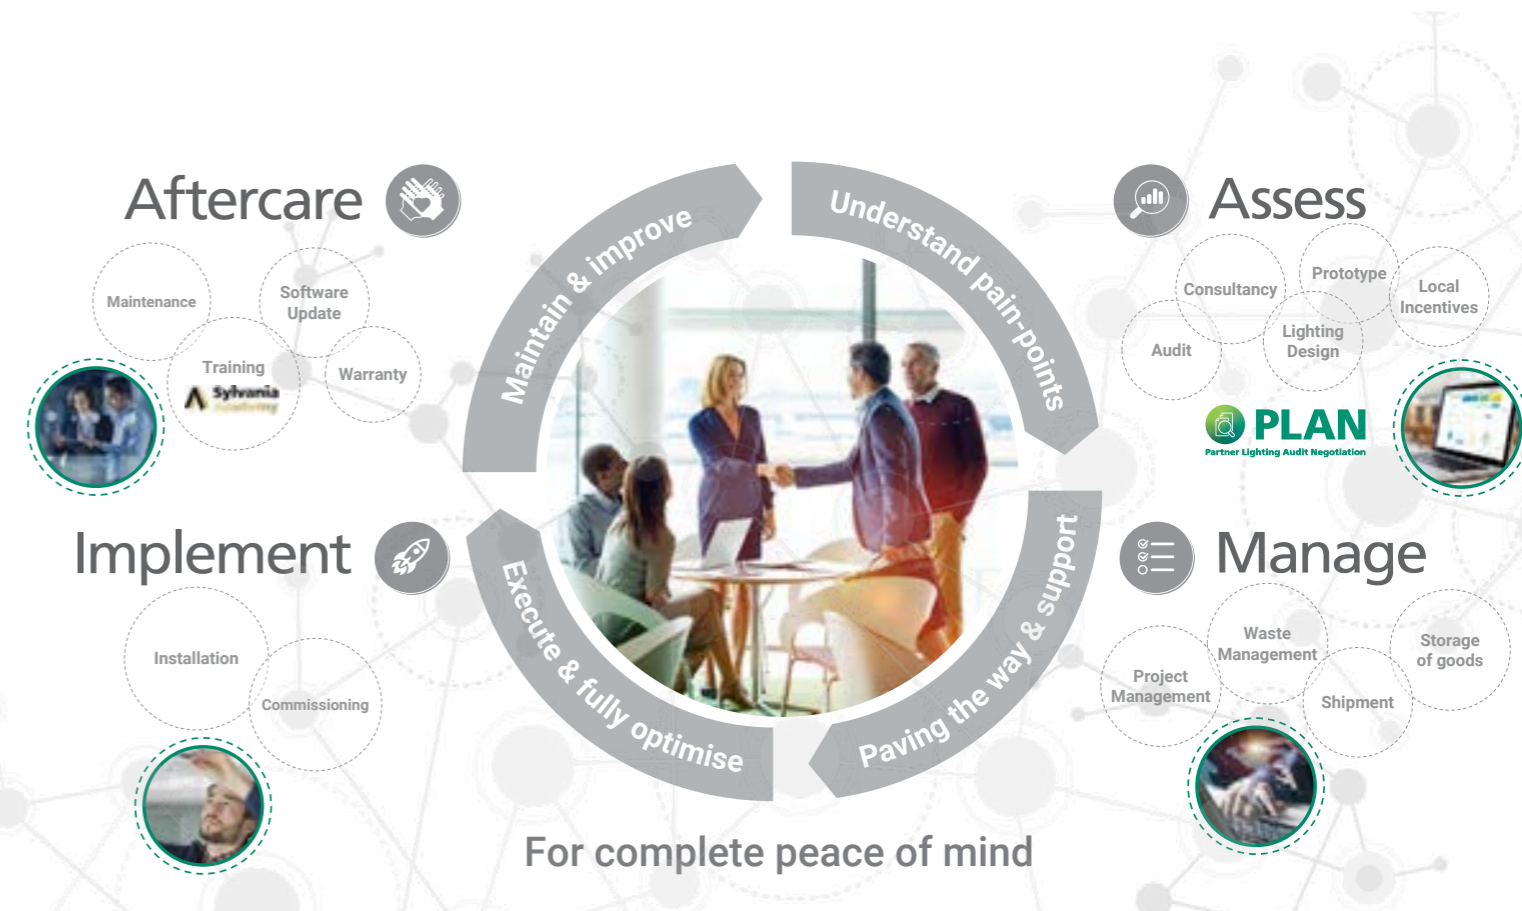 Aftercare
Maintenance
Software
Update
Training
Sylvania
Warranty
Maintain & improve
Understand pain-points
Assess
Consultancy
Prototype
Local
Incentives
Audit
Lighting
Design
PLAN
Partner Lighting Audit Negotiation
Implement
Installation
Commissioning
Execute & fully optimise
Paving the way & support
Manage
Waste
Management
Storage
of goods
Project
Management
Shipment
For complete peace of mind